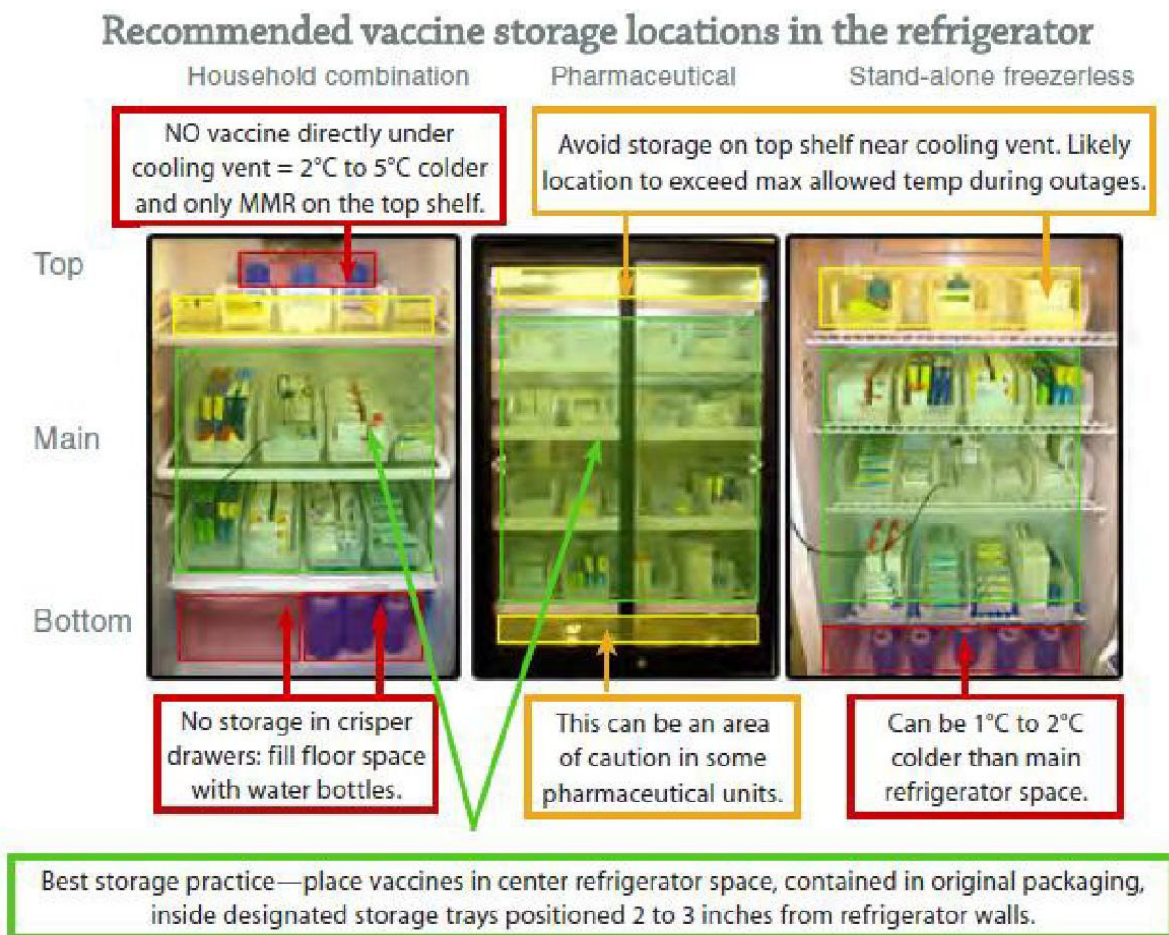 Recommended vaccine storage locations in the refrigerator
Household combination
Pharmaceutical
Stand-alone freezerless
NO vaccine directly under
cooling vent = 2°C to 5°C colder
and only MMR on the top shelf.
Avoid storage on top shelf near cooling vent. Likely
location to exceed max allowed temp during outages.
Top
Main
Bottom
No storage in crisper
drawers: fill floor space
with water bottles.
This can be an area
of caution in some
pharmaceutical units.
Can be 1°C to 2°C
colder than main
refrigerator space.
Best storage practice—place vaccines in center refrigerator space, contained in original packaging,
inside designated storage trays positioned 2 to 3 inches from refrigerator walls.